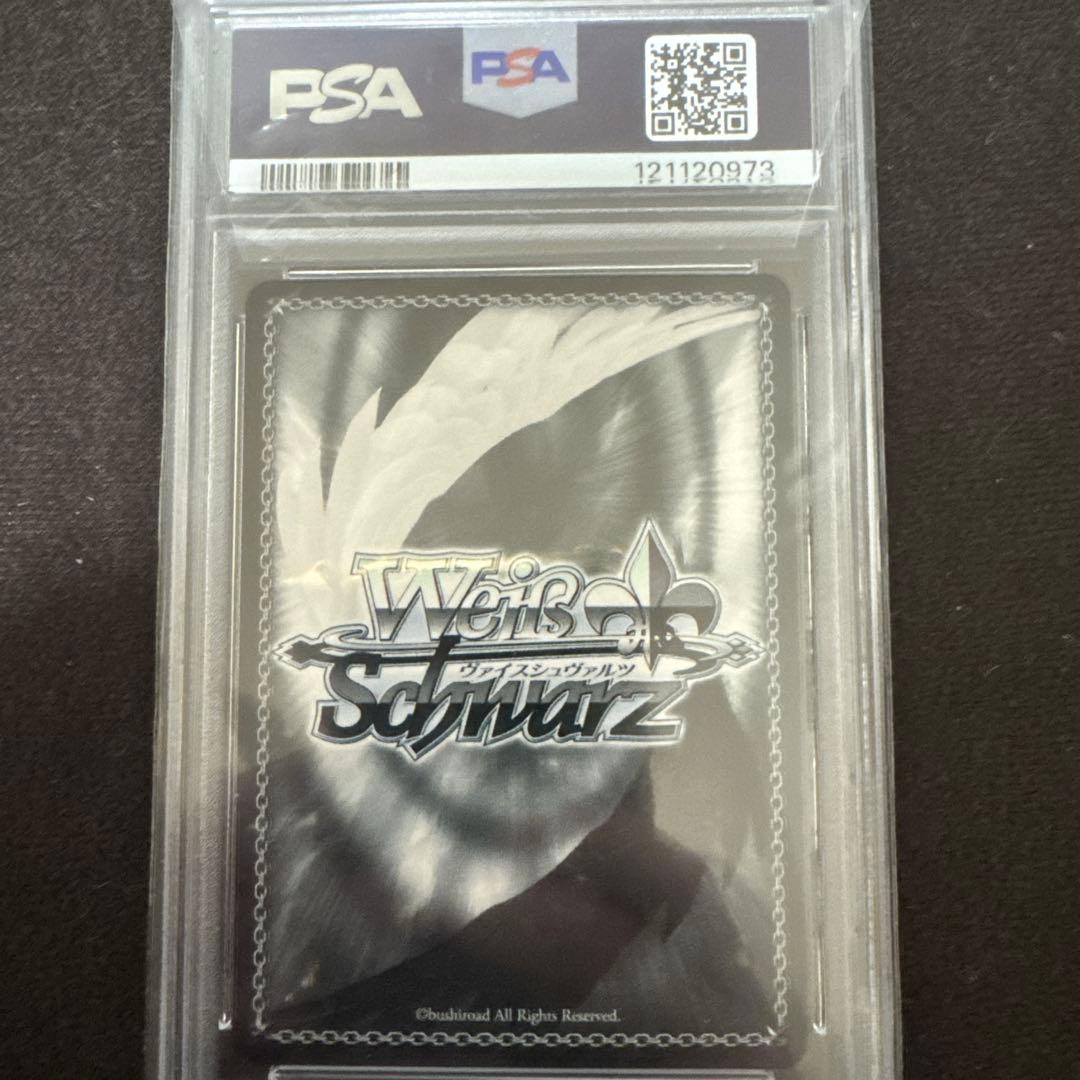 PSA
PSA
121120973
Weiß
ヴァイスシュヴァルツ
Schwarz
©bushiroad All Rights Reserved.